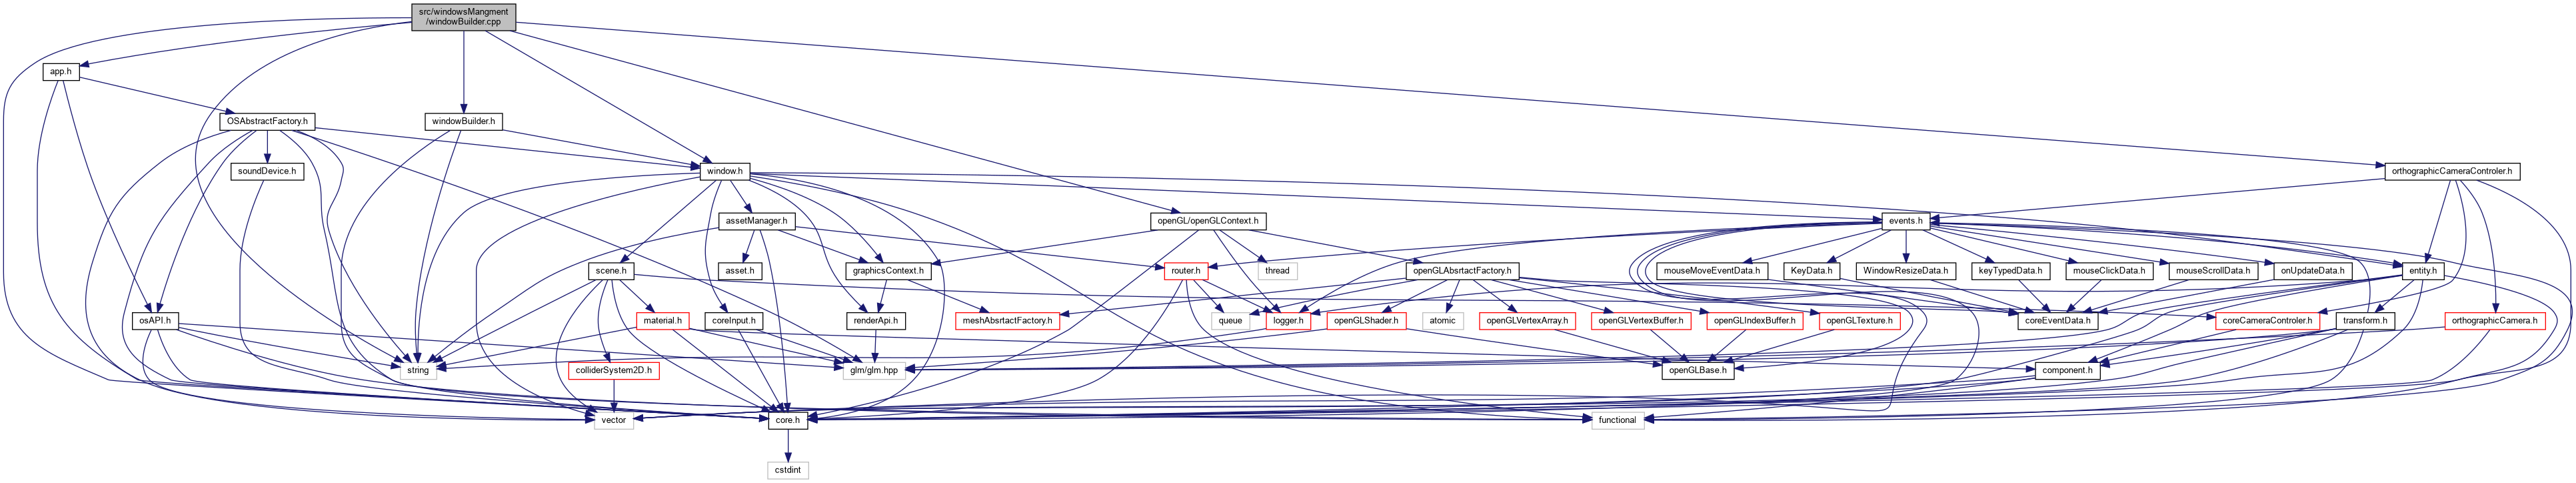 src/windowsMangment
/windowBuilder.cpp
app.h
OSAbstractFactory.h
windowBuilder.h
soundDevice.h
window.h
orthographicCameraControler.h
assetManager.h
openGL/openGLContext.h
events.h
scene.h
asset.h
graphicsContext.h
router.h
thread
openGLAbsrtactFactory.h
mouseMoveEventData.h
KeyData.h
WindowResizeData.h
keyTypedData.h
mouseClickData.h
mouseScrollData.h
onUpdateData.h
entity.h
osAPI.h
material.h
coreInput.h
renderApi.h
meshAbsrtactFactory.h
queue
logger.h
openGLShader.h
atomic
openGLVertexArray.h
openGLVertexBuffer.h
openGLIndexBuffer.h
openGLTexture.h
coreEventData.h
coreCameraControler.h
transform.h
orthographicCamera.h
string
colliderSystem2D.h
glm/glm.hpp
openGLBase.h
component.h
vector
core.h
functional
cstdint